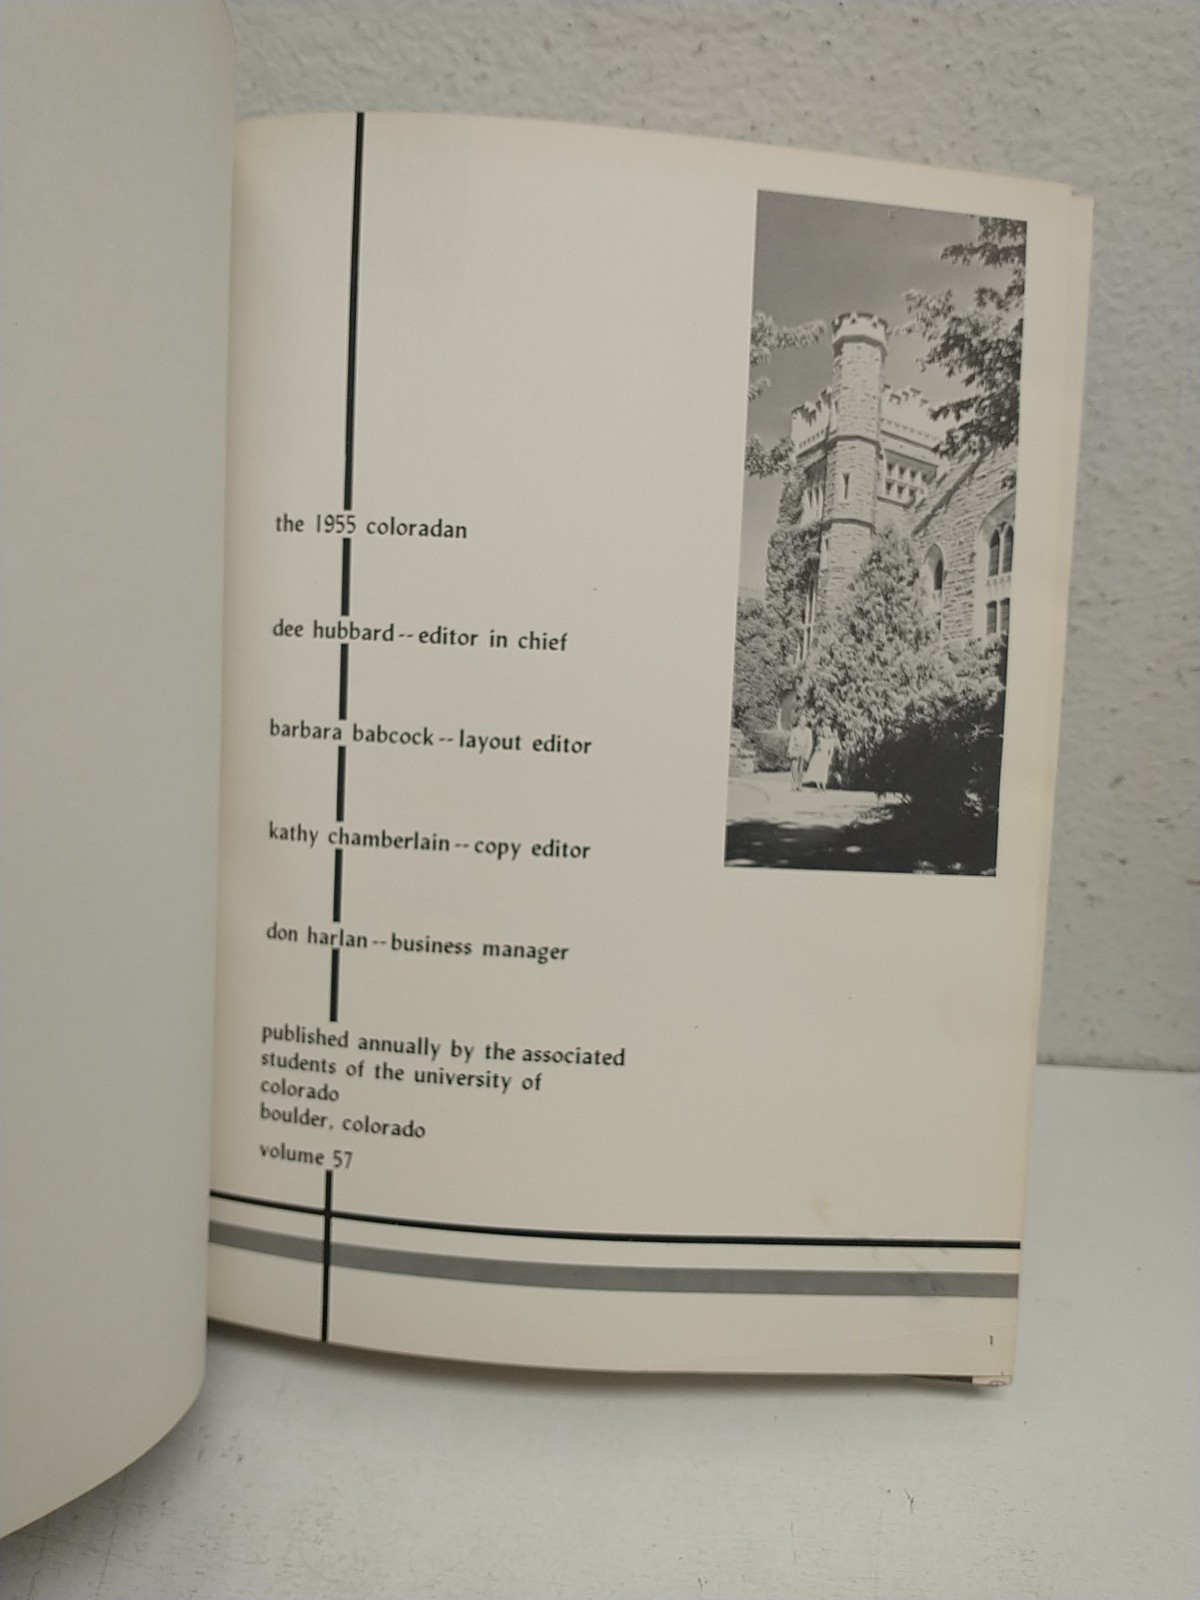 the 1955 coloradan
dee hubbard--editor in chief
barbara babcock--layout editor
kathy chamberlain--copy editor
don harlan--business manager
published annually by the associated
students of the university of
colorado
boulder, colorado
volume 57
1